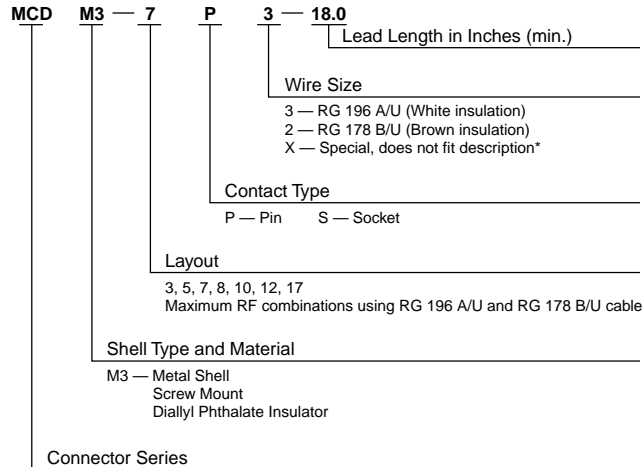 MCD M3 — 7 P 3 — 18.0
Lead Length in Inches (min.)
Wire Size
3 — RG 196 A/U (White insulation)
2 — RG 178 B/U (Brown insulation)
X — Special, does not fit description*
Contact Type
P — Pin S — Socket
Layout
3, 5, 7, 8, 10, 12, 17
Maximum RF combinations using RG 196 A/U and RG 178 B/U cable
Shell Type and Material
M3 — Metal Shell
Screw Mount
Diallyl Phthalate Insulator
Connector Series